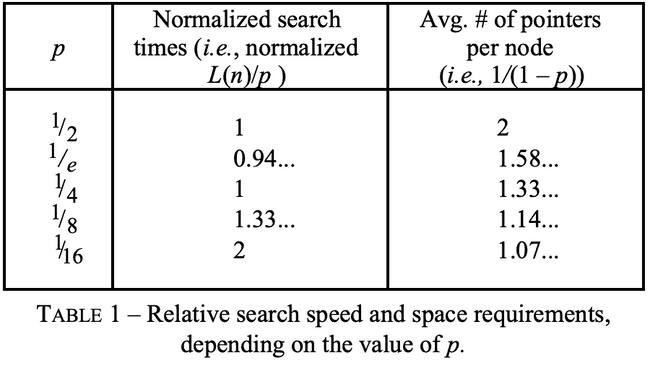 p
Normalized search
times (i.e., normalized
L(n)/p )
Avg. # of pointers
per node
(i.e., 1/(1 – p))
1/2 1 2
1/e 0.94... 1.58...
1/4 1 1.33...
1/8 1.33... 1.14...
1/16 2 1.07...
TABLE 1 – Relative search speed and space requirements,
depending on the value of p.